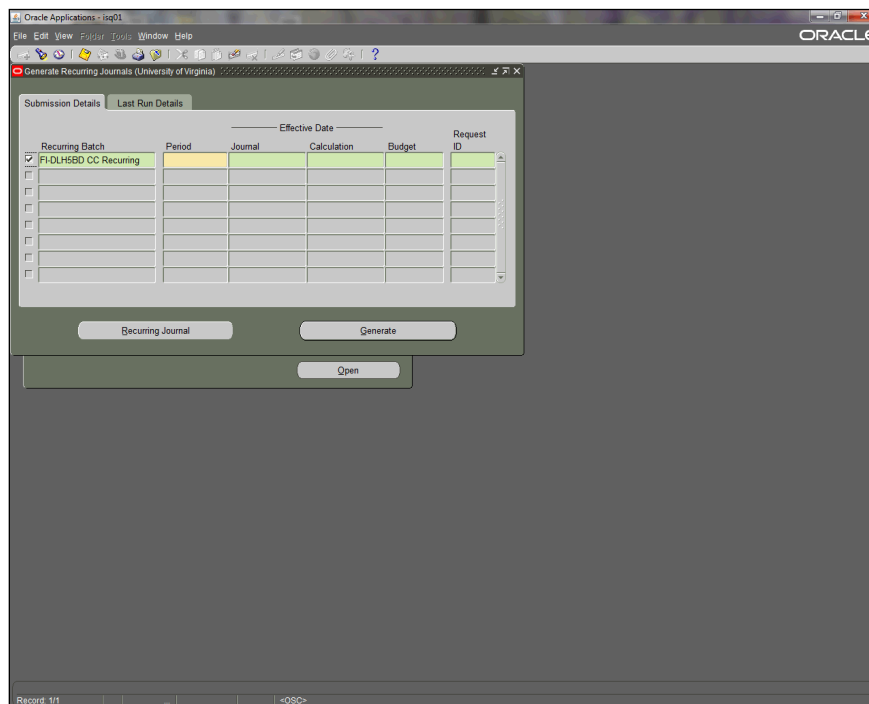 Oracle Applications - isq01
File Edit View Folder Tools Window Help
ORACLE
Generate Recurring Journals (University of Virginia)
Submission Details Last Run Details
Effective Date
Request
Recurring Batch Period Journal Calculation Budget ID
FI-DLH5BD CC Recurring
Recurring Journal Generate
Open
Record: 1/1 ... <OSC>